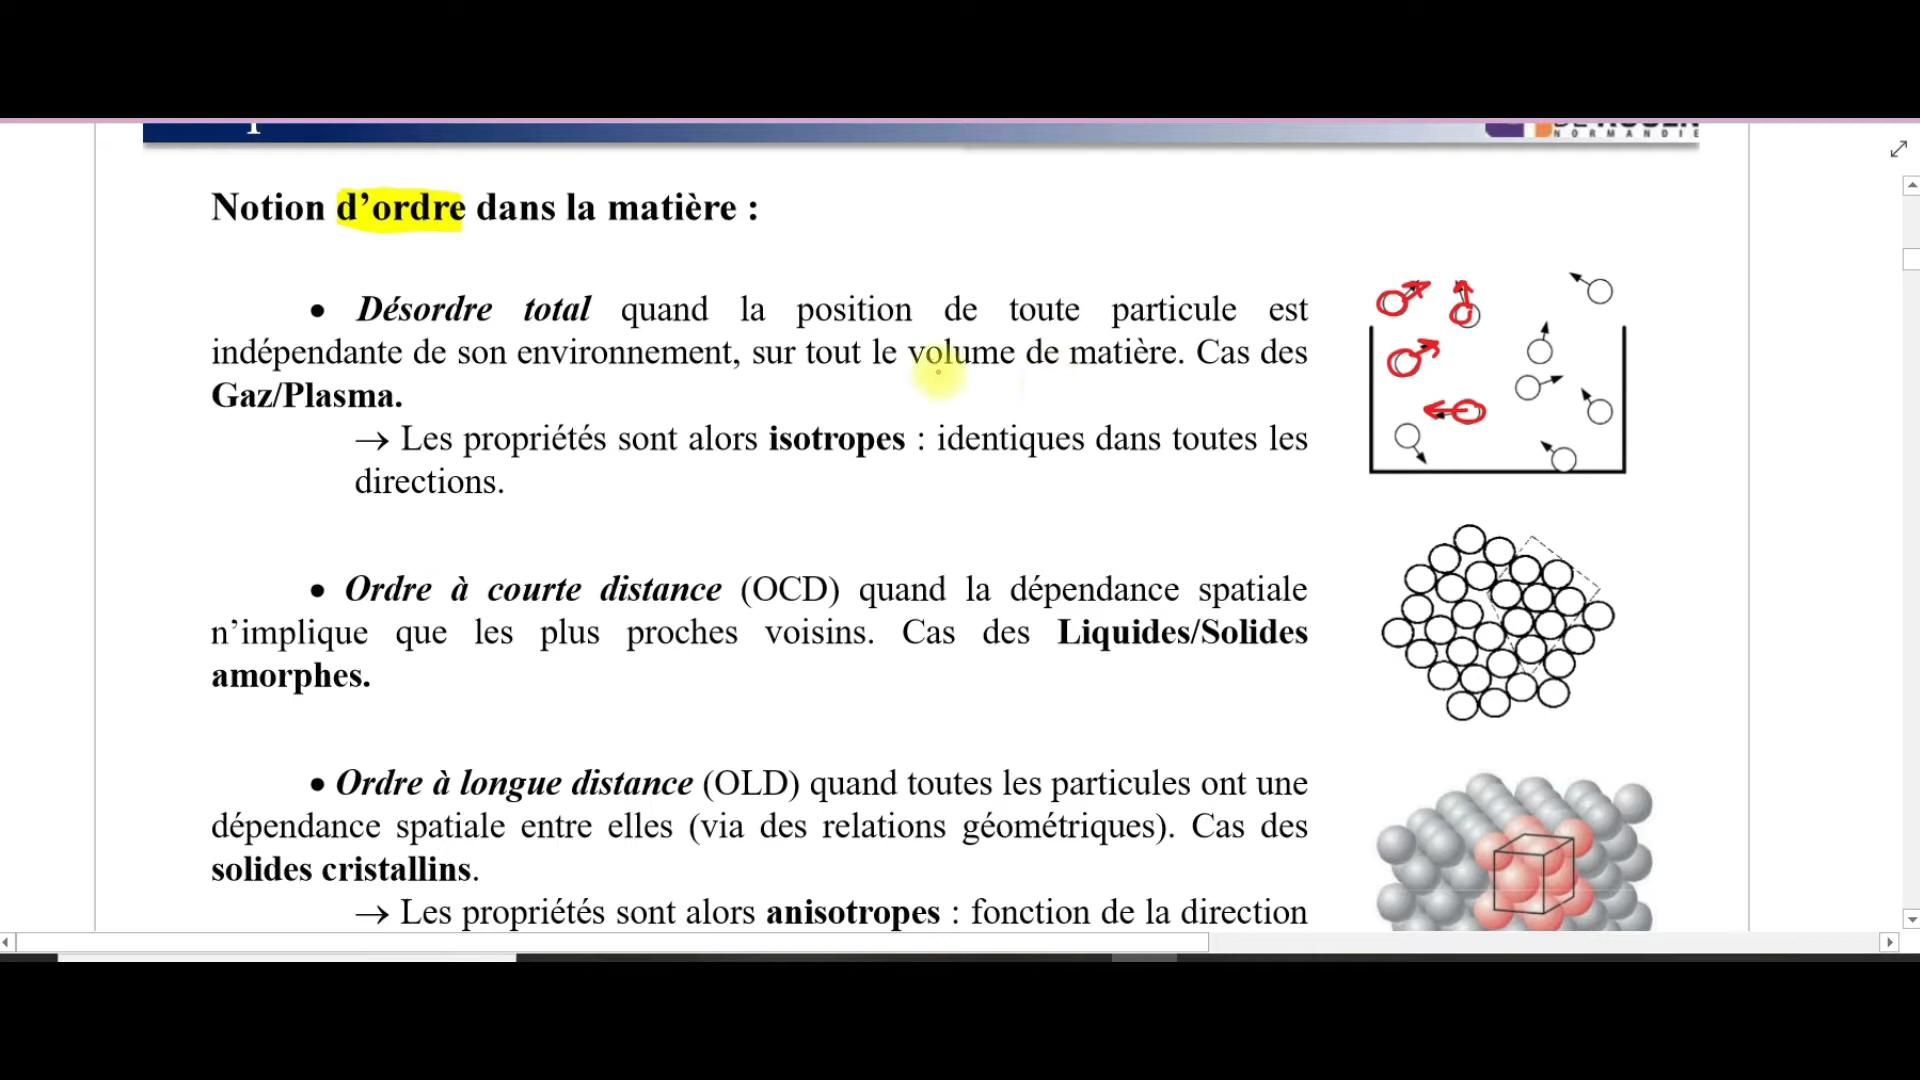 NORMANDIE
Notion d’ordre dans la matière :
• Désordre total quand la position de toute particule est
indépendante de son environnement, sur tout le volume de matière. Cas des
Gaz/Plasma.
→ Les propriétés sont alors isotropes : identiques dans toutes les
directions.
• Ordre à courte distance (OCD) quand la dépendance spatiale
n’implique que les plus proches voisins. Cas des Liquides/Solides
amorphes.
• Ordre à longue distance (OLD) quand toutes les particules ont une
dépendance spatiale entre elles (via des relations géométriques). Cas des
solides cristallins.
→ Les propriétés sont alors anisotropes : fonction de la direction